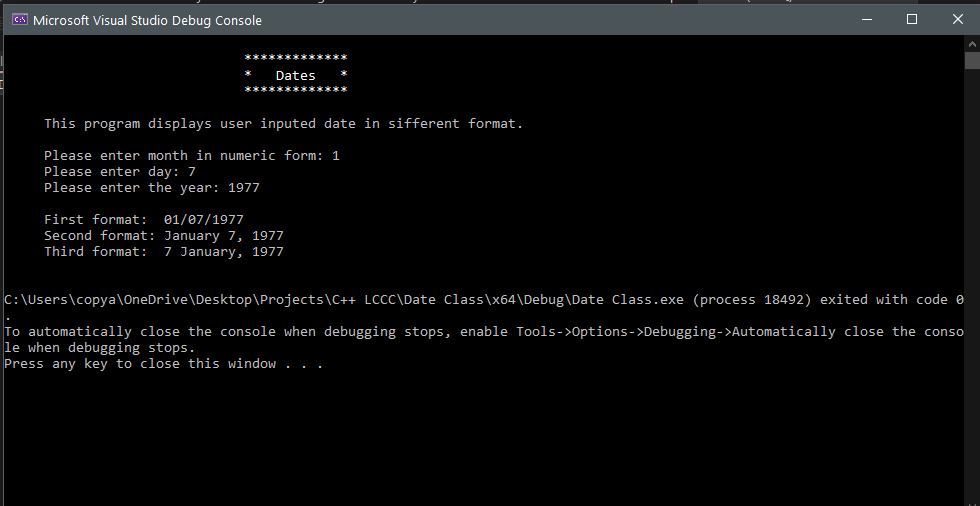 Microsoft Visual Studio Debug Console
*************
*   Dates   *
*************
This program displays user inputed date in sifferent format.
Please enter month in numeric form: 1
Please enter day: 7
Please enter the year: 1977
First format:  01/07/1977
Second format: January 7, 1977
Third format:  7 January, 1977
C:\Users\copya\OneDrive\Desktop\Projects\C++ LCCC\Date Class\x64\Debug\Date Class.exe (process 18492) exited with code 0
.
To automatically close the console when debugging stops, enable Tools->Options->Debugging->Automatically close the conso
le when debugging stops.
Press any key to close this window . . .